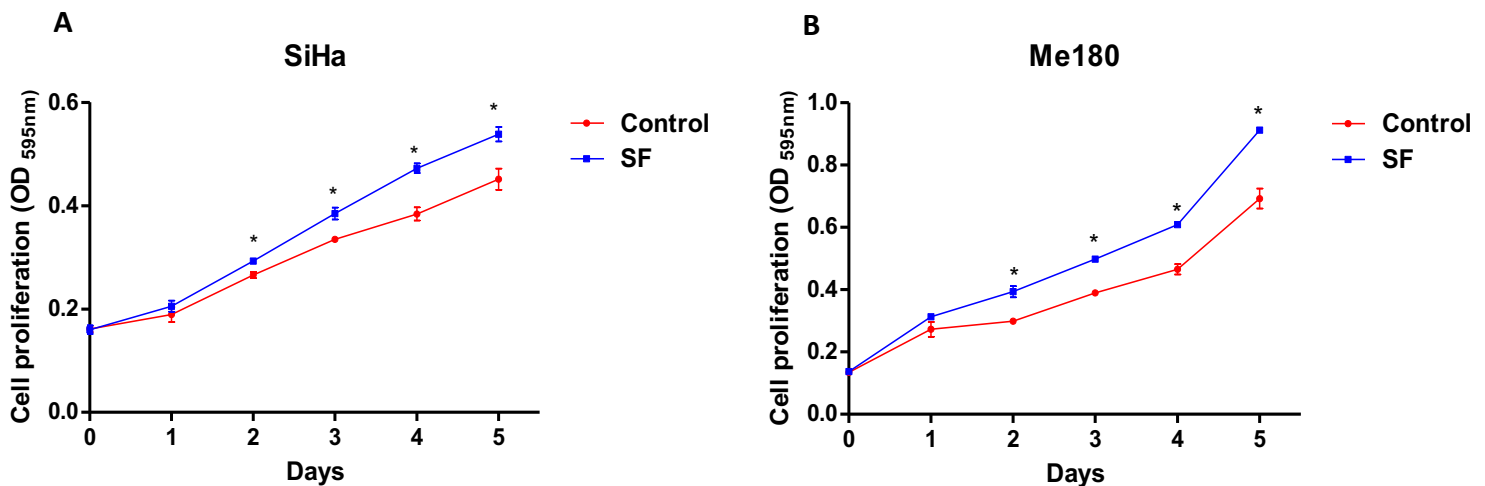 A
SiHa
Cell proliferation (OD 595nm)
0.6
0.4
0.2
0.0
0 1 2 3 4 5
Days
* * * *
Control
SF
B
Me180
Cell proliferation (OD 595nm)
1.0
0.8
0.6
0.4
0.2
0.0
0 1 2 3 4 5
Days
* * * *
Control
SF